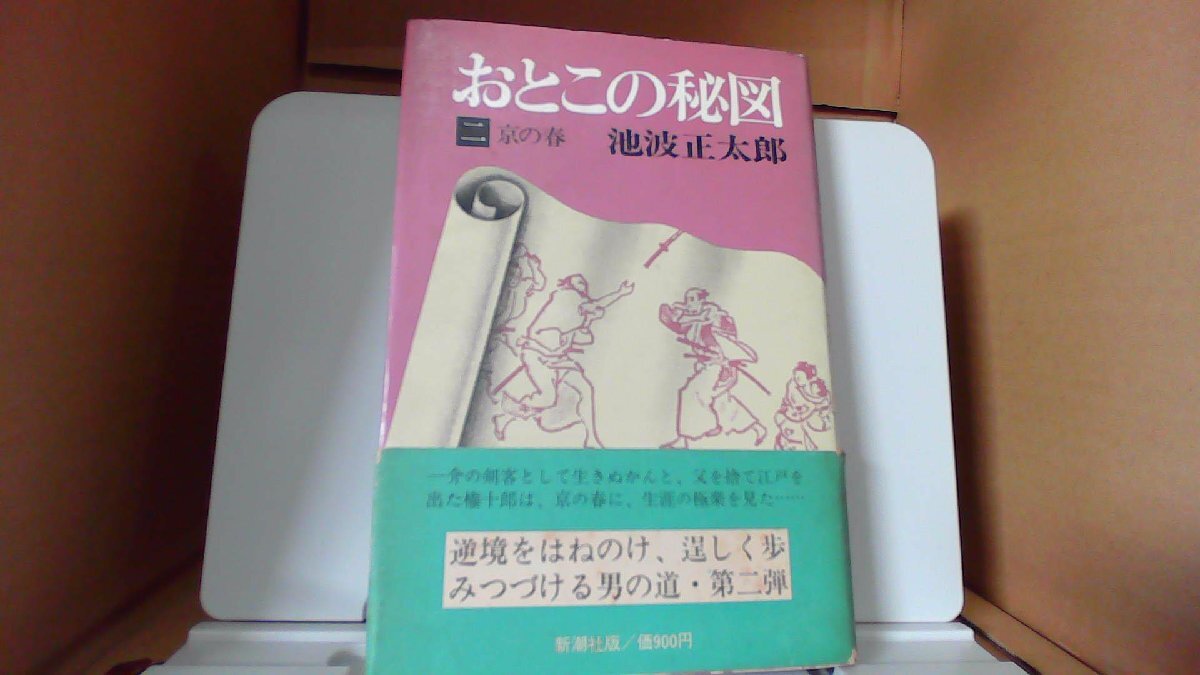 おとこの秘図
二 京の春 池波正太郎
一介の剣客として生きぬかんと、父を捨て江戸を
出た権十郎は、京の春に、生涯の極楽を見た……
逆境をはねのけ、逞しく歩
みつづける男の道・第二弾
新潮社版/価900円